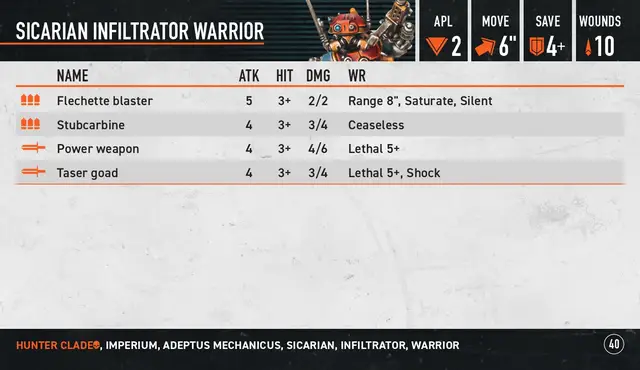 SICARIAN INFILTRATOR WARRIOR
APL MOVE SAVE WOUNDS
2 6" 4+ 10
NAME ATK HIT DMG WR
Flechette blaster 5 3+ 2/2 Range 8", Saturate, Silent
Stubcarbine 4 3+ 3/4 Ceaseless
Power weapon 4 3+ 4/6 Lethal 5+
Taser goad 4 3+ 3/4 Lethal 5+, Shock
HUNTER CLADE, IMPERIUM, ADEPTUS MECHANICUS, SICARIAN, INFILTRATOR, WARRIOR
40